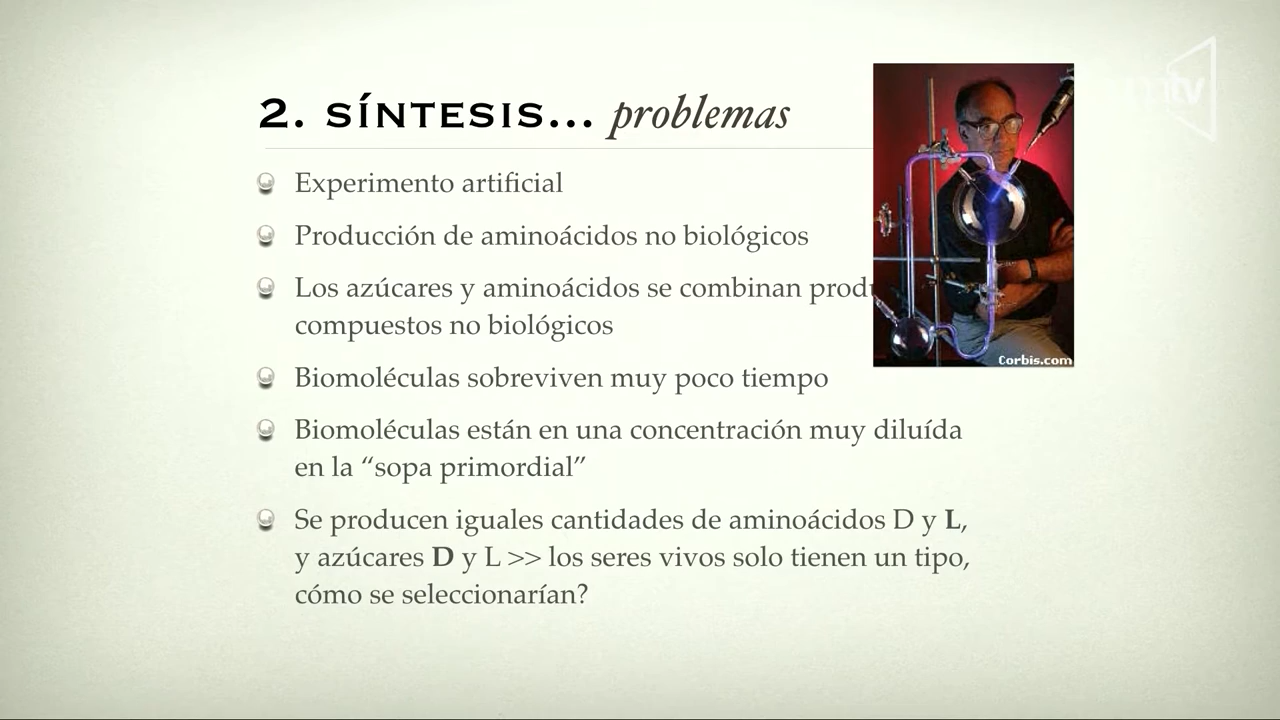 2. SÍNTESIS... problemas
Experimento artificial
Producción de aminoácidos no biológicos
Los azúcares y aminoácidos se combinan
compuestos no biológicos
Biomoléculas sobreviven muy poco tiempo
Biomoléculas están en una concentración muy diluída
en la “sopa primordial”
Se producen iguales cantidades de aminoácidos D y L,
y azúcares D y L >> los seres vivos solo tienen un tipo,
cómo se seleccionarían?
Corbis.com
tv